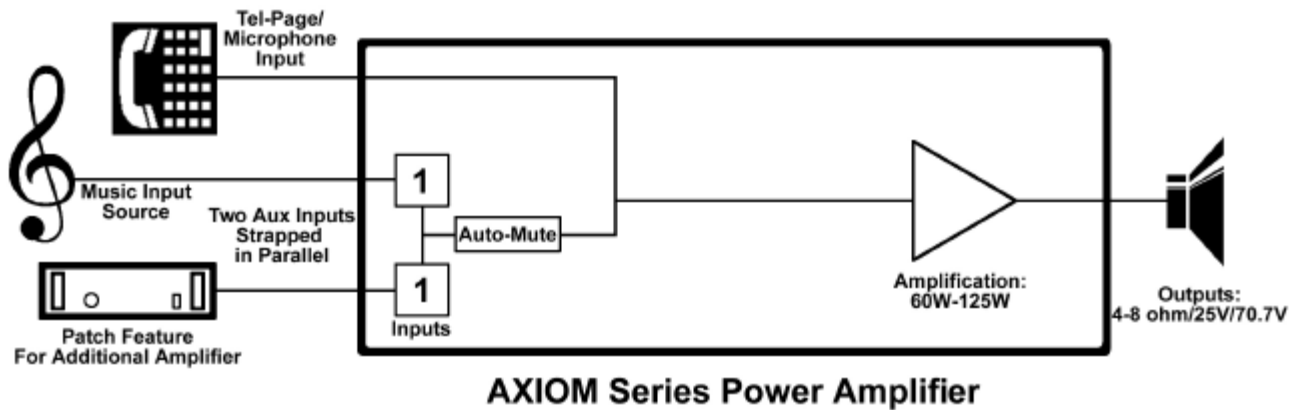 Tel-Page/
Microphone
Input
1
Music Input
Source
Two Aux Inputs
Strapped
in Parallel
Auto-Mute
1
Inputs
Patch Feature
For Additional Amplifier
Amplification:
60W-125W
Outputs:
4-8 ohm/25V/70.7V
AXIOM Series Power Amplifier